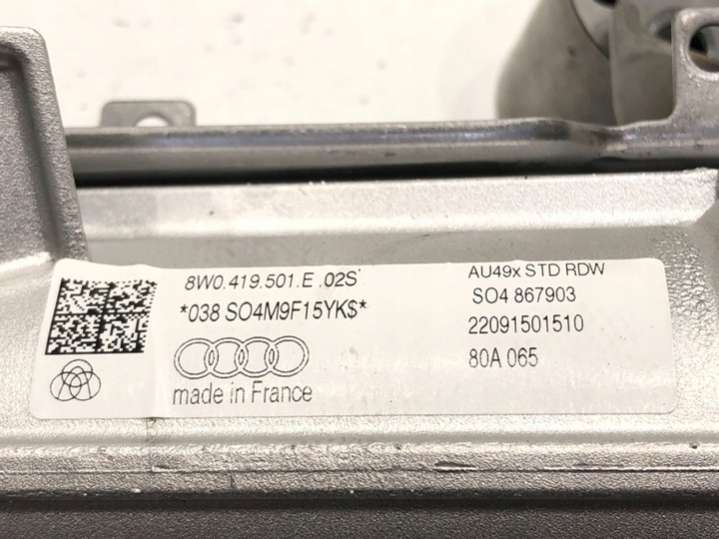 8W0.419.501.E .02S
*038 SO4M9F15YK$*
made in France
AU49x STD RDW
SO4 867903
22091501510
80A 065